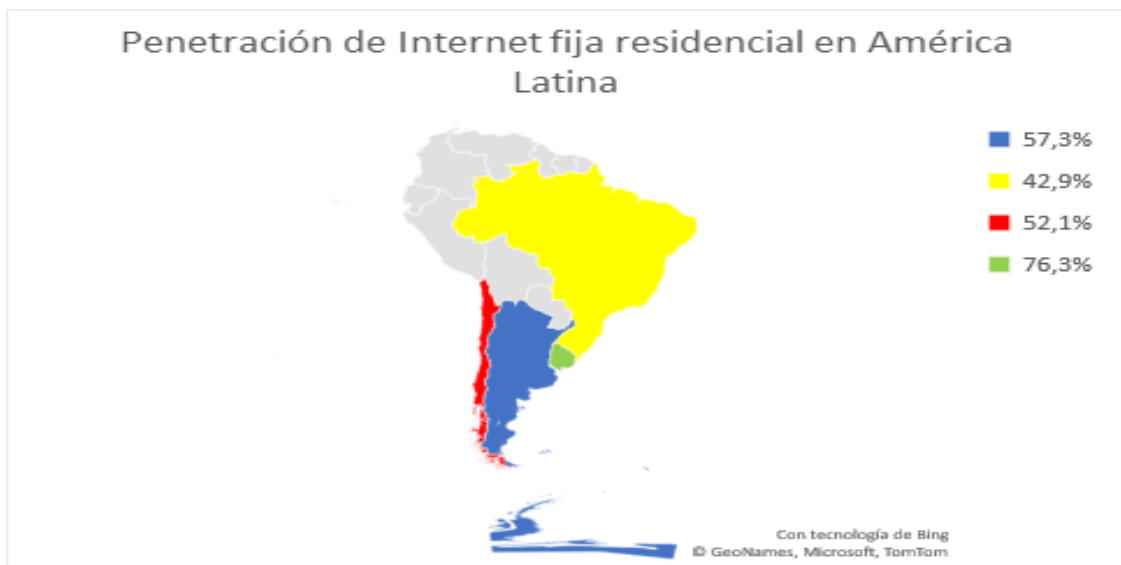 Penetración de Internet fija residencial en América
Latina
57,3%
42,9%
52,1%
76,3%
Con tecnología de Bing
© GeoNames, Microsoft, TomTom